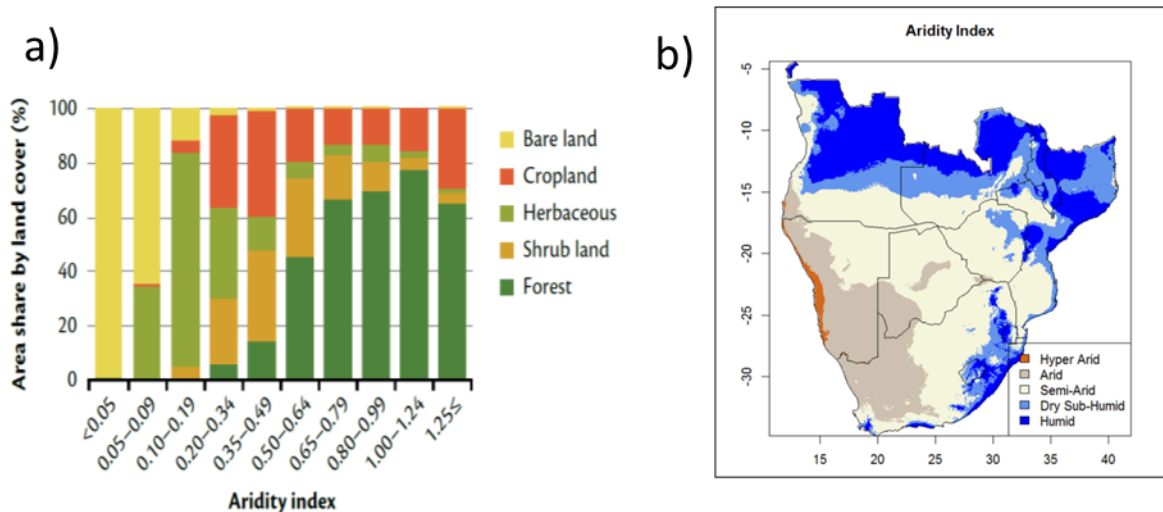 a)
Area share by land cover (%)
100
80
60
40
20
0
<0.05
0.05–0.09
0.10–0.19
0.20–0.34
0.35–0.49
0.50–0.64
0.65–0.79
0.80–0.99
1.00–1.24
1.25≤
Aridity index
Bare land
Cropland
Herbaceous
Shrub land
Forest
b)
Aridity Index
-5
-10
-15
-20
-25
-30
15
20
25
30
35
40
Hyper Arid
Arid
Semi-Arid
Dry Sub-Humid
Humid